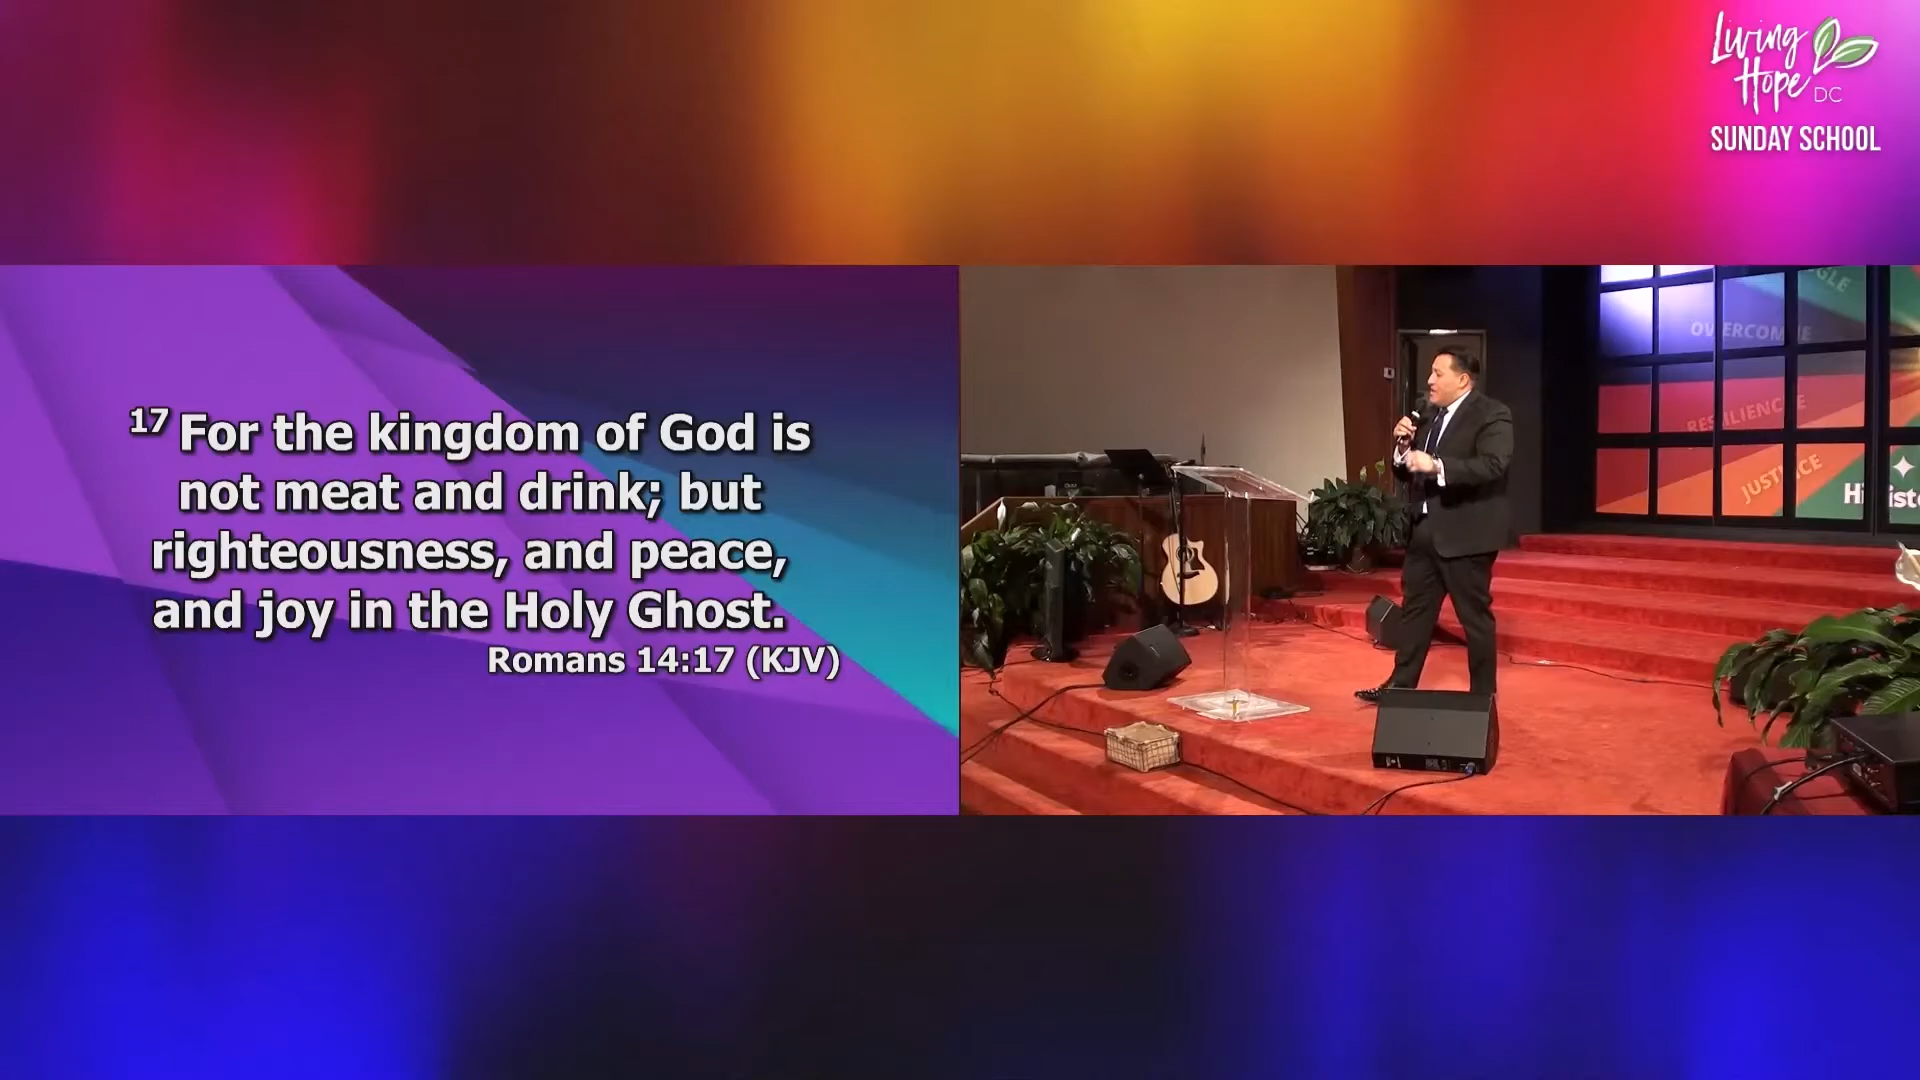 Living
Hope
DC
SUNDAY SCHOOL
17 For the kingdom of God is
not meat and drink; but
righteousness, and peace,
and joy in the Holy Ghost.
Romans 14:17 (KJV)
OVERCOME
RESILIENCE
JUSTICE